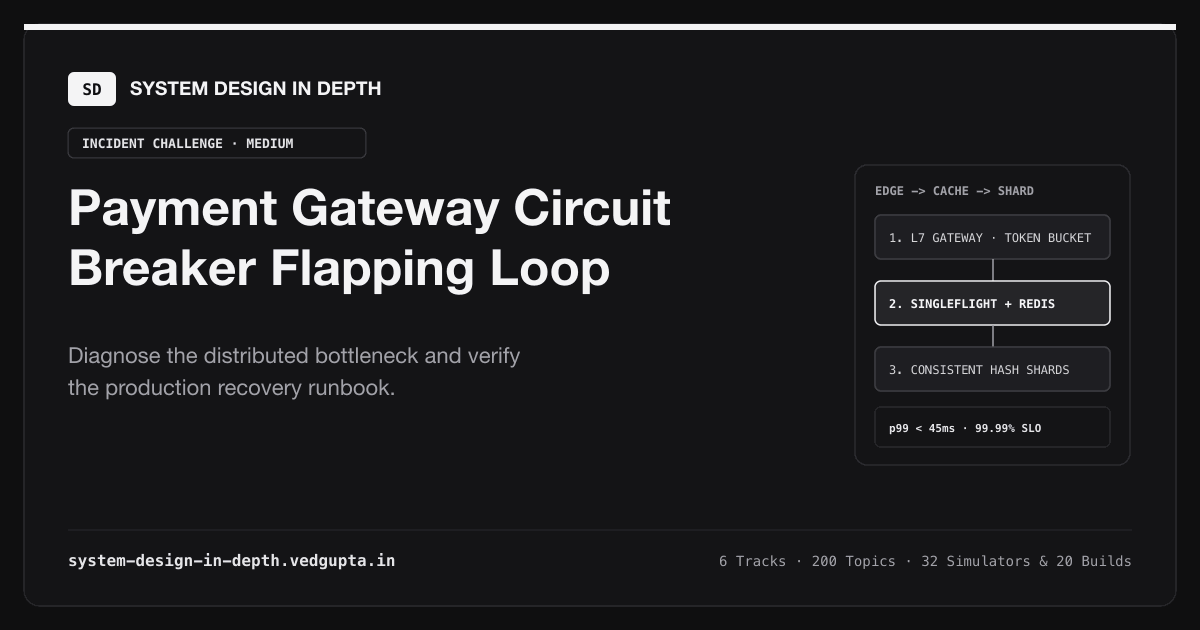 SD SYSTEM DESIGN IN DEPTH
INCIDENT CHALLENGE · MEDIUM
Payment Gateway Circuit
Breaker Flapping Loop
Diagnose the distributed bottleneck and verify
the production recovery runbook.
EDGE —> CACHE —> SHARD
1. L7 GATEWAY · TOKEN BUCKET
2. SINGLEFLIGHT + REDIS
3. CONSISTENT HASH SHARDS
p99 < 45ms · 99.99% SLO
system-design-in-depth.vedgupta.in
6 Tracks · 200 Topics · 32 Simulators & 20 Builds